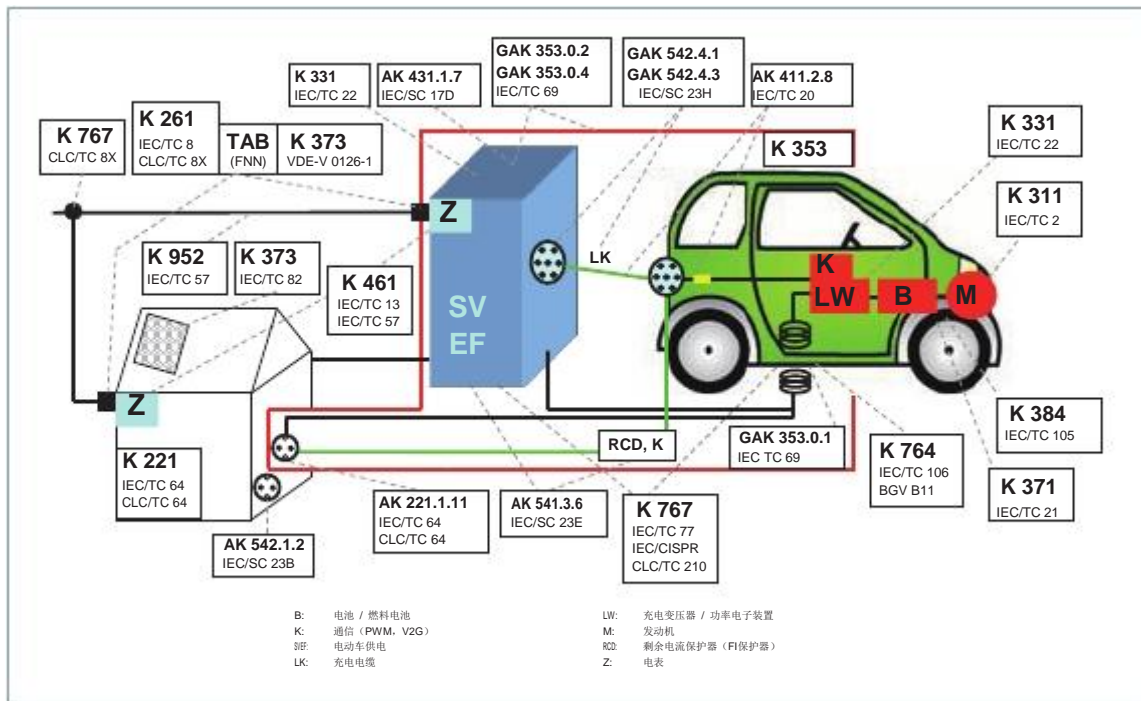 GAK 353.0.2
GAK 353.0.4
IEC/TC 69
GAK 542.4.1
GAK 542.4.3
IEC/SC 23H
K 331
IEC/TC 22
AK 431.1.7
IEC/SC 17D
AK 411.2.8
IEC/TC 20
K 767
CLC/TC 8X
K 261
IEC/TC 8
CLC/TC 8X
TAB
(FNN)
K 373
VDE-V 0126-1
K 353
K 331
IEC/TC 22
K 311
IEC/TC 2
Z
K 952
IEC/TC 57
K 373
IEC/TC 82
K 461
IEC/TC 13
IEC/TC 57
SV
EF
LK
K
LW
B
M
Z
K 221
IEC/TC 64
CLC/TC 64
RCD, K
GAK 353.0.1
IEC TC 69
K 764
IEC/TC 106
BGV B11
K 384
IEC/TC 105
K 371
IEC/TC 21
AK 542.1.2
IEC/SC 23B
AK 221.1.11
IEC/TC 64
CLC/TC 64
AK 541.3.6
IEC/SC 23E
K 767
IEC/TC 77
IEC/CISPR
CLC/TC 210
B: 电池 / 燃料电池
K: 通信（PWM，V2G）
SVEF: 电动车供电
LK: 充电电缆
LW: 充电变压器 / 功率电子装置
M: 发动机
RCD: 剩余电流保护器（FI保护器）
Z: 电表